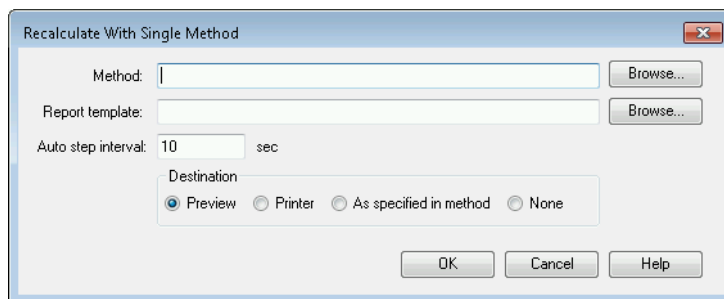 Recalculate With Single Method
Method: Browse...
Report template: Browse...
Auto step interval: 10 sec
Destination
Preview Printer As specified in method None
OK Cancel Help